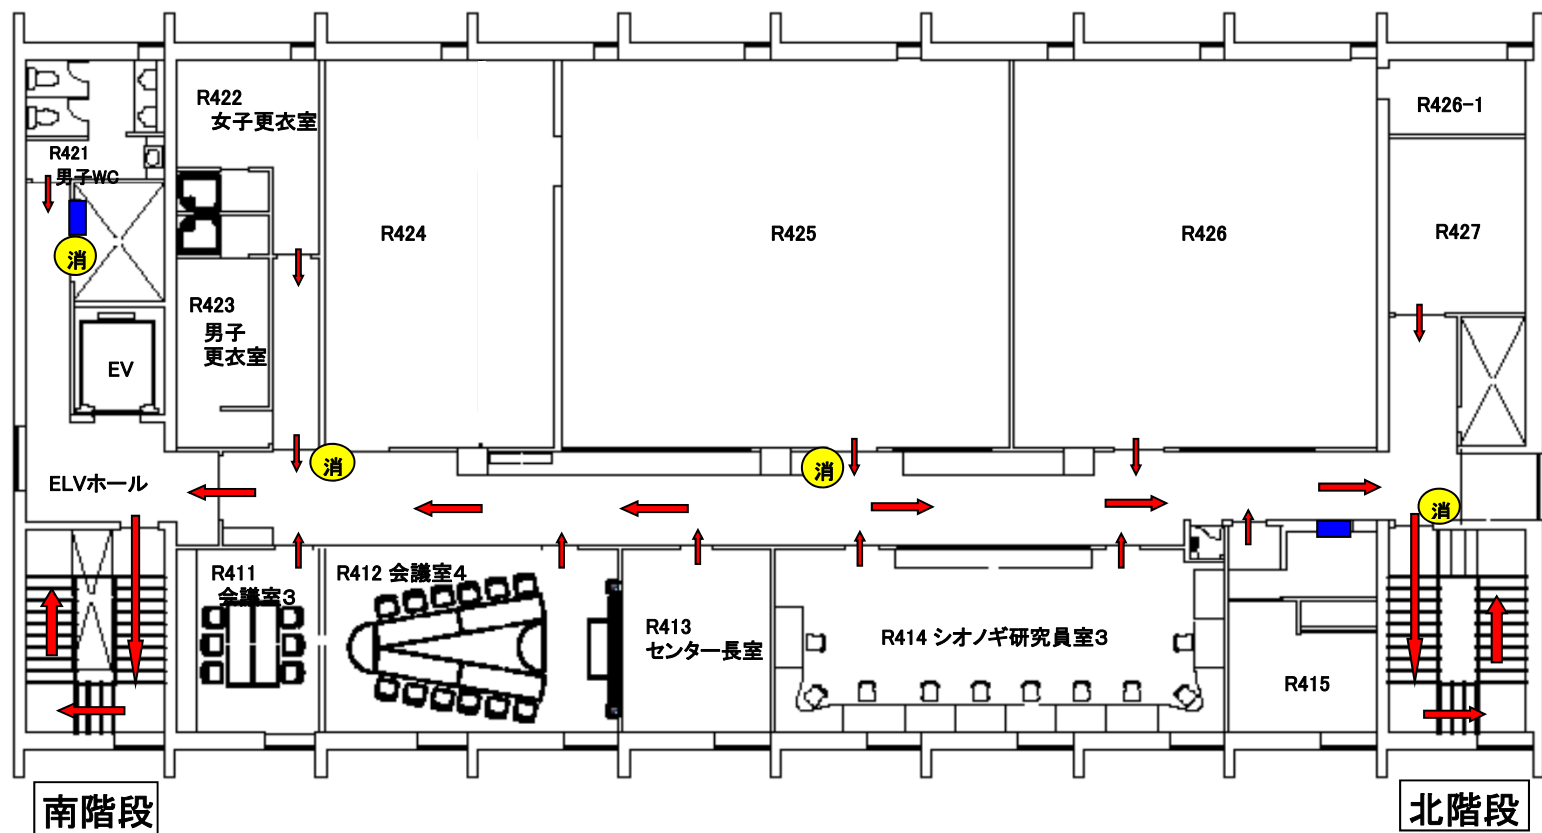 R422
女子更衣室
R426-1
R421
男子WC
消
R424
R425
R426
R427
R423
男子
更衣室
EV
消
消
消
ELVホール
R411
会議室3
R412 会議室4
R413
センター長室
R414 シオノギ研究員室3
R415
南階段
北階段